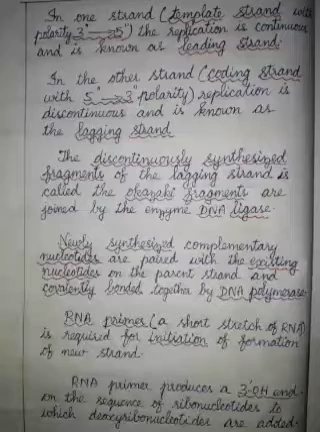 In one strand (template strand with
polarity 3' → 5') the replication is continuous
and is known as leading strand.
In the other strand (coding strand
with 5' → 3' polarity) replication is
discontinuous and is known as
the lagging strand
The discontinuously synthesized
fragments of the lagging strand is
called the okazaki fragments are
joined by the enzyme DNA ligase.
Newly synthesized complementary
nucleotides are paired with the existing
nucleotides on the parent strand and
covalently bonded together by DNA polymerase.
RNA primer (a short stretch of RNA)
is required for initiation of formation
of new strand.
RNA primer produces a 3'-OH end
on the sequence of ribonucleotides to
which deoxyribonucleotides are added.